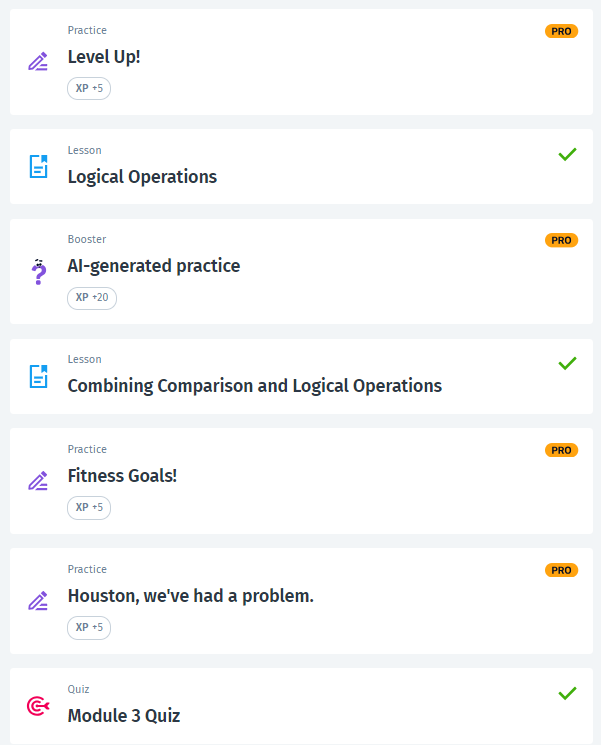 Practice
PRO
Level Up!
XP +5
Lesson
Logical Operations
Booster
PRO
AI-generated practice
XP +20
Lesson
Combining Comparison and Logical Operations
Practice
PRO
Fitness Goals!
XP +5
Practice
PRO
Houston, we've had a problem.
XP +5
Quiz
Module 3 Quiz